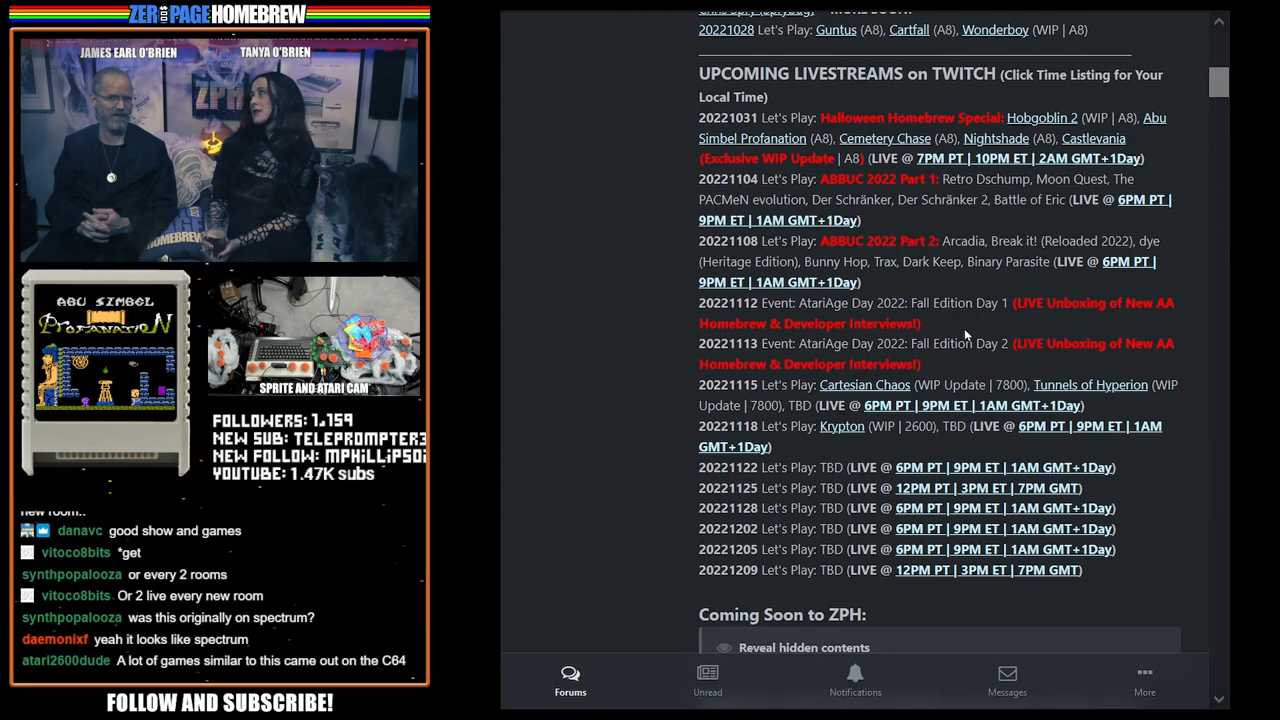 ZEROPAGE HOMEBREW
JAMES EARL O'BRIEN
TANYA O'BRIEN
ZPH
HOMEBREW
ABU SIMBEL
PROFANATION
SPRITE AND ATARI CAM
FOLLOWERS: 1,159
NEW SUB: TELEPROMPTER3
NEW FOLLOW: MPHILLIPSOI
YOUTUBE: 1.47K subs
new room..
danavc good show and games
vitoco8bits *get
synthpopalooza or every 2 rooms
vitoco8bits Or 2 live every new room
synthpopalooza was this originally on spectrum?
daemonixf yeah it looks like spectrum
atari2600dude A lot of games similar to this came out on the C64
FOLLOW AND SUBSCRIBE!
20221028 Let's Play: Guntus (A8), Cartfall (A8), Wonderboy (WIP | A8)
UPCOMING LIVESTREAMS on TWITCH (Click Time Listing for Your
Local Time)
20221031 Let's Play: Halloween Homebrew Special: Hobgoblin 2 (WIP | A8), Abu
Simbel Profanation (A8), Cemetery Chase (A8), Nightshade (A8), Castlevania
(Exclusive WIP Update | A8) (LIVE @ 7PM PT | 10PM ET | 2AM GMT+1Day)
20221104 Let's Play: ABBUC 2022 Part 1: Retro Dschump, Moon Quest, The
PACMeN evolution, Der Schränker, Der Schränker 2, Battle of Eric (LIVE @ 6PM PT |
9PM ET | 1AM GMT+1Day)
20221108 Let's Play: ABBUC 2022 Part 2: Arcadia, Break it! (Reloaded 2022), dye
(Heritage Edition), Bunny Hop, Trax, Dark Keep, Binary Parasite (LIVE @ 6PM PT |
9PM ET | 1AM GMT+1Day)
20221112 Event: AtariAge Day 2022: Fall Edition Day 1 (LIVE Unboxing of New AA
Homebrew & Developer Interviews!)
20221113 Event: AtariAge Day 2022: Fall Edition Day 2 (LIVE Unboxing of New AA
Homebrew & Developer Interviews!)
20221115 Let's Play: Cartesian Chaos (WIP Update | 7800), Tunnels of Hyperion (WIP
Update | 7800), TBD (LIVE @ 6PM PT | 9PM ET | 1AM GMT+1Day)
20221118 Let's Play: Krypton (WIP | 2600), TBD (LIVE @ 6PM PT | 9PM ET | 1AM
GMT+1Day)
20221122 Let's Play: TBD (LIVE @ 6PM PT | 9PM ET | 1AM GMT+1Day)
20221125 Let's Play: TBD (LIVE @ 12PM PT | 3PM ET | 7PM GMT)
20221128 Let's Play: TBD (LIVE @ 6PM PT | 9PM ET | 1AM GMT+1Day)
20221202 Let's Play: TBD (LIVE @ 6PM PT | 9PM ET | 1AM GMT+1Day)
20221205 Let's Play: TBD (LIVE @ 6PM PT | 9PM ET | 1AM GMT+1Day)
20221209 Let's Play: TBD (LIVE @ 12PM PT | 3PM ET | 7PM GMT)
Coming Soon to ZPH:
Reveal hidden contents
Forums
Unread
Notifications
Messages
More